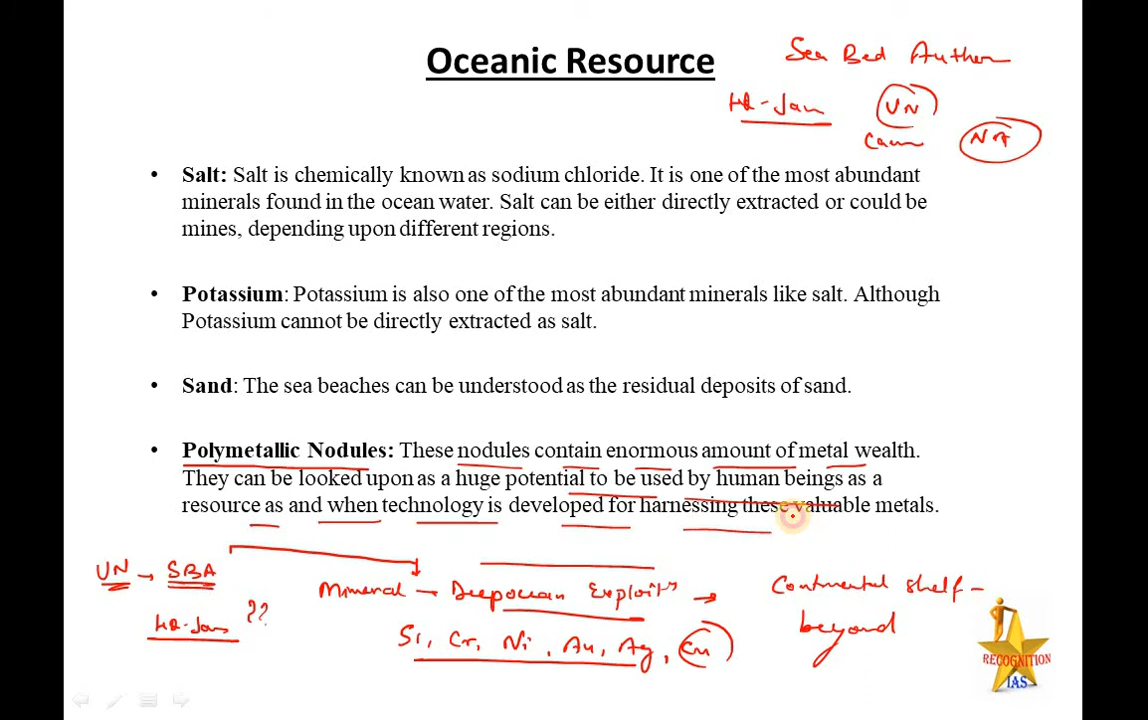 Oceanic Resource
Sea Bed Author
HQ-Jam UN
NA
• Salt: Salt is chemically known as sodium chloride. It is one of the most abundant
minerals found in the ocean water. Salt can be either directly extracted or could be
mines, depending upon different regions.
• Potassium: Potassium is also one of the most abundant minerals like salt. Although
Potassium cannot be directly extracted as salt.
• Sand: The sea beaches can be understood as the residual deposits of sand.
• Polymetallic Nodules: These nodules contain enormous amount of metal wealth.
They can be looked upon as a huge potential to be used by human beings as a
resource as and when technology is developed for harnessing these valuable metals.
UN → SBA
HQ-Jam ??
Mineral → Deepocean
Continental shelf -
beyond
Cr, Ni, Au, Ag,
RECOGNITION
IAS